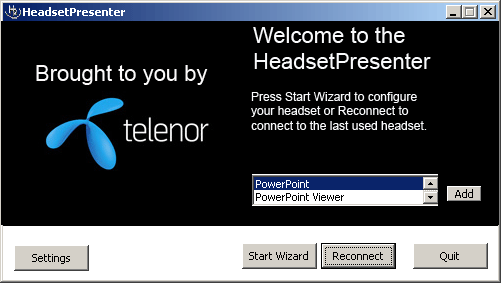 HeadsetPresenter
Brought to you by
telenor
Welcome to the
HeadsetPresenter
Press Start Wizard to configure
your headset or Reconnect to
connect to the last used headset.
PowerPoint
PowerPoint Viewer
Add
Settings
Start Wizard
Reconnect
Quit